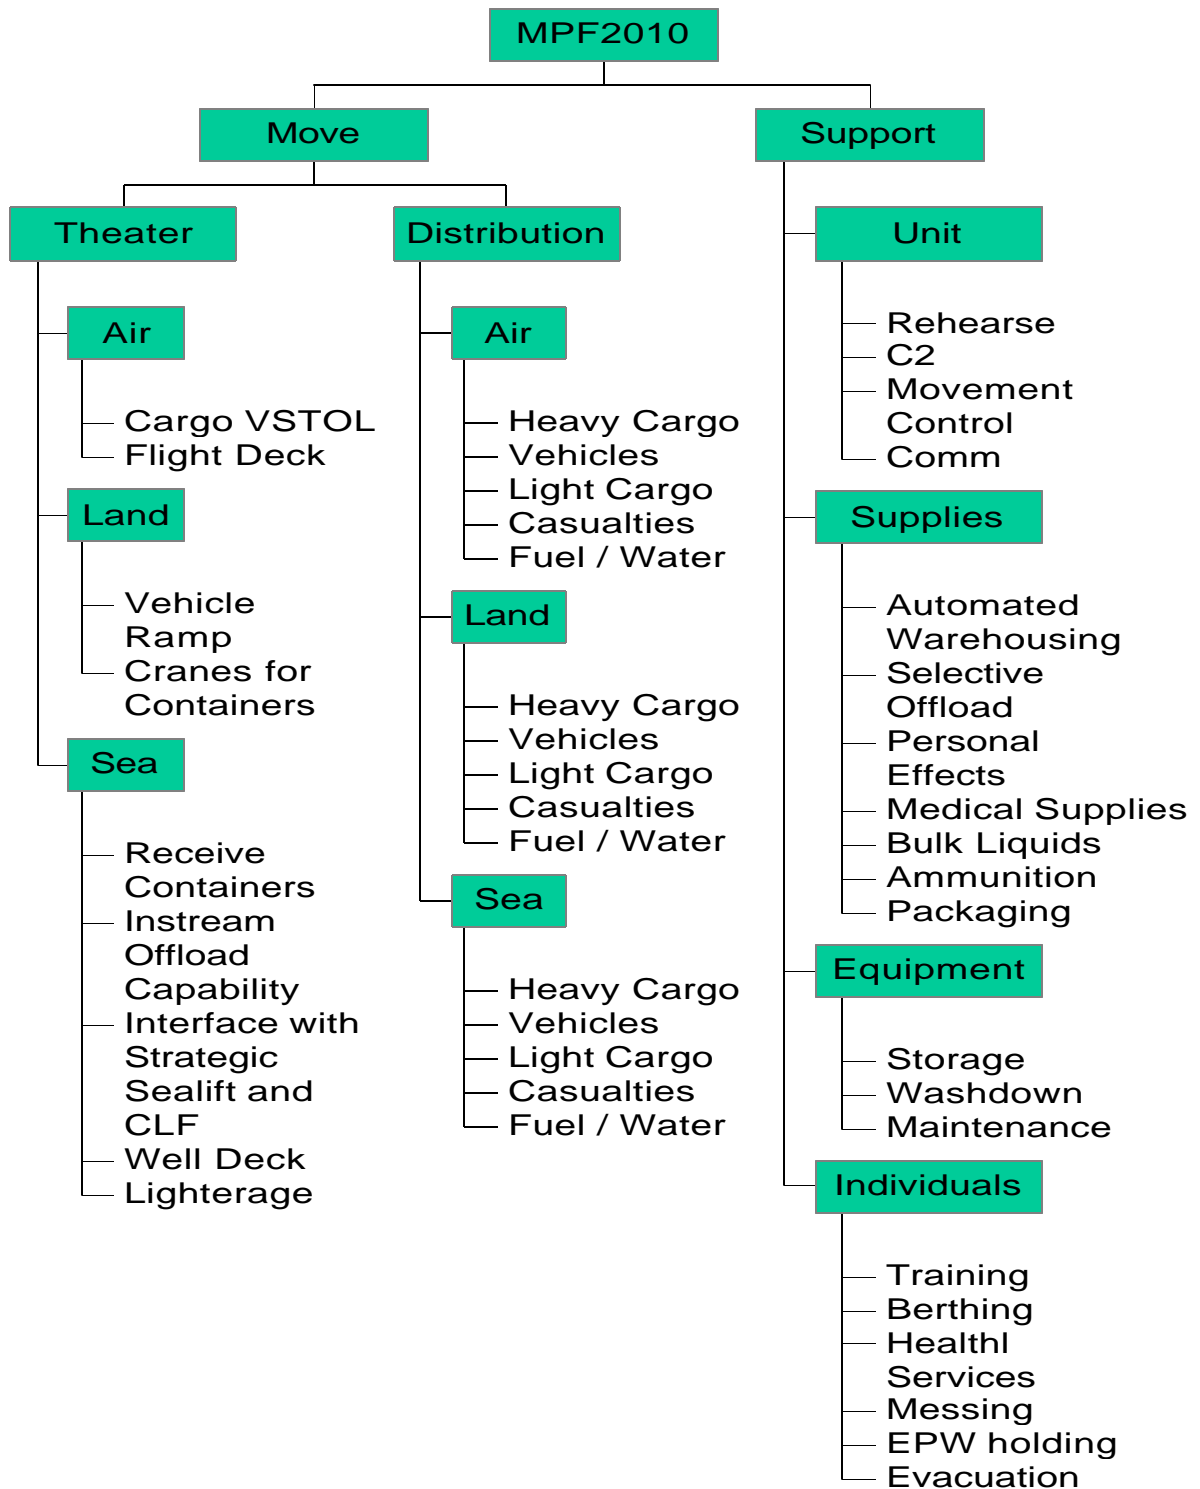 MPF2010
Move
Support
Theater
Distribution
Unit
Air
Cargo VSTOL
Flight Deck
Land
Vehicle
Ramp
Cranes for
Containers
Sea
Receive
Containers
Instream
Offload
Capability
Interface with
Strategic
Sealift and
CLF
Well Deck
Lighterage
Air
Heavy Cargo
Vehicles
Light Cargo
Casualties
Fuel / Water
Land
Heavy Cargo
Vehicles
Light Cargo
Casualties
Fuel / Water
Sea
Heavy Cargo
Vehicles
Light Cargo
Casualties
Fuel / Water
Rehearse
C2
Movement
Control
Comm
Supplies
Automated
Warehousing
Selective
Offload
Personal
Effects
Medical Supplies
Bulk Liquids
Ammunition
Packaging
Equipment
Storage
Washdown
Maintenance
Individuals
Training
Berthing
Healthl
Services
Messing
EPW holding
Evacuation